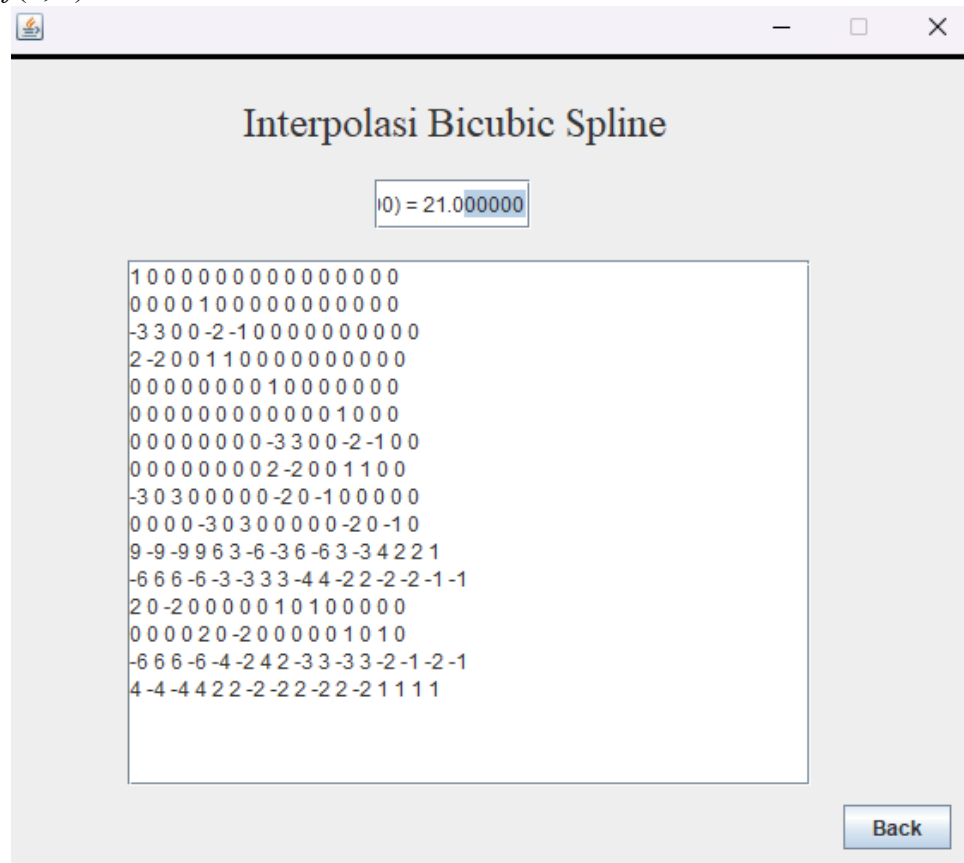 Interpolasi Bicubic Spline
0) = 21.000000
1 0 0 0 0 0 0 0 0 0 0 0 0 0 0 0
0 0 0 0 1 0 0 0 0 0 0 0 0 0 0 0
-3 3 0 0 -2 -1 0 0 0 0 0 0 0 0 0 0
2 -2 0 0 1 1 0 0 0 0 0 0 0 0 0 0
0 0 0 0 0 0 0 0 1 0 0 0 0 0 0 0
0 0 0 0 0 0 0 0 0 0 0 0 1 0 0 0
0 0 0 0 0 0 0 0 -3 3 0 0 -2 -1 0 0
0 0 0 0 0 0 0 0 2 -2 0 0 1 1 0 0
-3 0 3 0 0 0 0 0 -2 0 -1 0 0 0 0 0
0 0 0 0 -3 0 3 0 0 0 0 0 -2 0 -1 0
9 -9 -9 9 6 3 -6 -3 6 -6 3 -3 4 2 2 1
-6 6 6 -6 -3 -3 3 3 -4 4 -2 2 -2 -2 -1 -1
2 0 -2 0 0 0 0 0 1 0 1 0 0 0 0 0
0 0 0 0 2 0 -2 0 0 0 0 0 1 0 1 0
-6 6 6 -6 -4 -2 4 2 -3 3 -3 3 -2 -1 -2 -1
4 -4 -4 4 2 2 -2 -2 2 -2 2 -2 1 1 1 1
Back